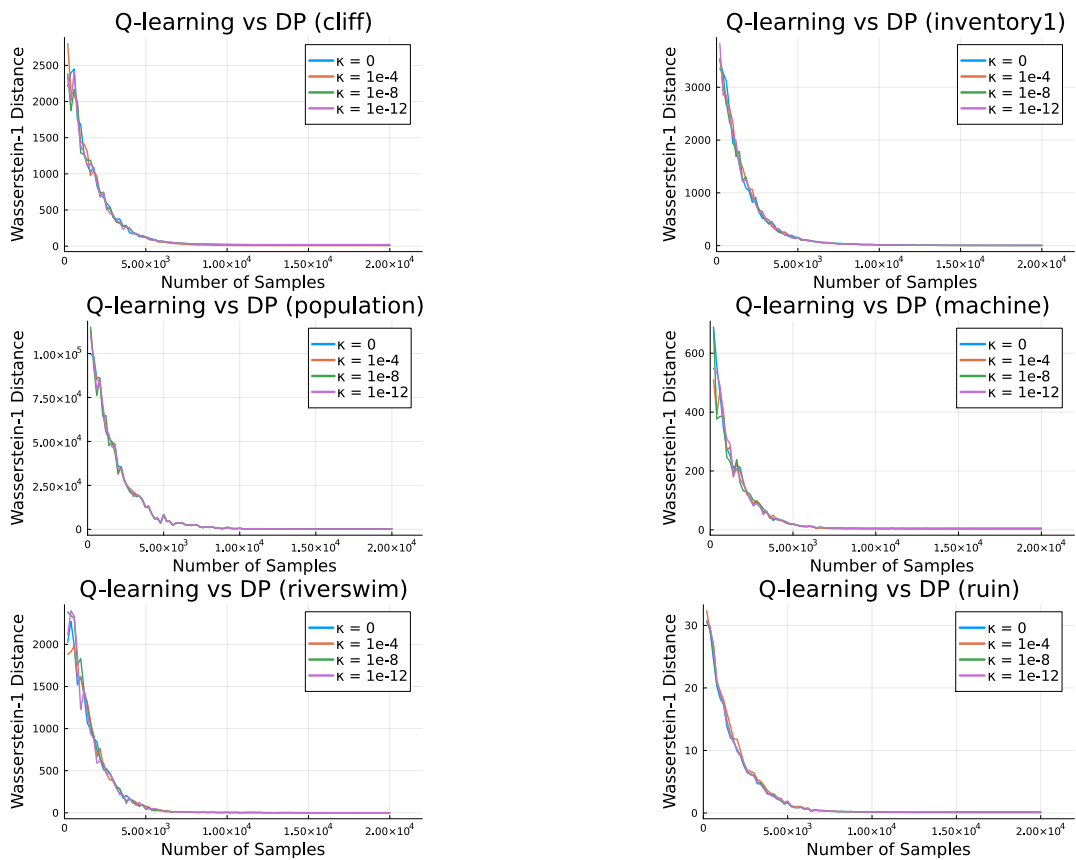 Q-learning vs DP (cliff)
Wasserstein-1 Distance
2500
2000
1500
1000
500
0
κ = 0
κ = 1e-4
κ = 1e-8
κ = 1e-12
0
5.00×10³
1.00×10⁴
1.50×10⁴
2.00×10⁴
Number of Samples
Q-learning vs DP (inventory1)
Wasserstein-1 Distance
3000
2000
1000
0
κ = 0
κ = 1e-4
κ = 1e-8
κ = 1e-12
0
5.00×10³
1.00×10⁴
1.50×10⁴
2.00×10⁴
Number of Samples
Q-learning vs DP (population)
Wasserstein-1 Distance
1.00×10⁵
7.50×10⁴
5.00×10⁴
2.50×10⁴
0
κ = 0
κ = 1e-4
κ = 1e-8
κ = 1e-12
0
5.00×10³
1.00×10⁴
1.50×10⁴
2.00×10⁴
Number of Samples
Q-learning vs DP (machine)
Wasserstein-1 Distance
600
400
200
0
κ = 0
κ = 1e-4
κ = 1e-8
κ = 1e-12
0
5.00×10³
1.00×10⁴
1.50×10⁴
2.00×10⁴
Number of Samples
Q-learning vs DP (riverswim)
Wasserstein-1 Distance
2000
1500
1000
500
0
κ = 0
κ = 1e-4
κ = 1e-8
κ = 1e-12
0
5.00×10³
1.00×10⁴
1.50×10⁴
2.00×10⁴
Number of Samples
Q-learning vs DP (ruin)
Wasserstein-1 Distance
30
20
10
0
κ = 0
κ = 1e-4
κ = 1e-8
κ = 1e-12
0
5.00×10³
1.00×10⁴
1.50×10⁴
2.00×10⁴
Number of Samples